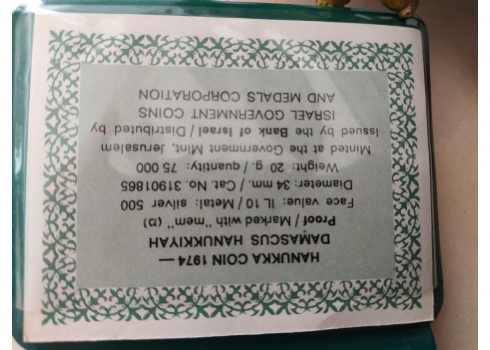 HANUKKA COIN 1974 —
DAMASCUS HANUKKIYAH
Proof / Marked with "mem" (מ)
Face value: IL 10 / Metal: silver 500
Diameter: 34 mm. / Cat. No. 31901865
Weight: 20 g. / quantity: 75 000
Minted at the Government Mint, Jerusalem
Issued by the Bank of Israel / Distributed by
ISRAEL GOVERNMENT COINS
AND MEDALS CORPORATION